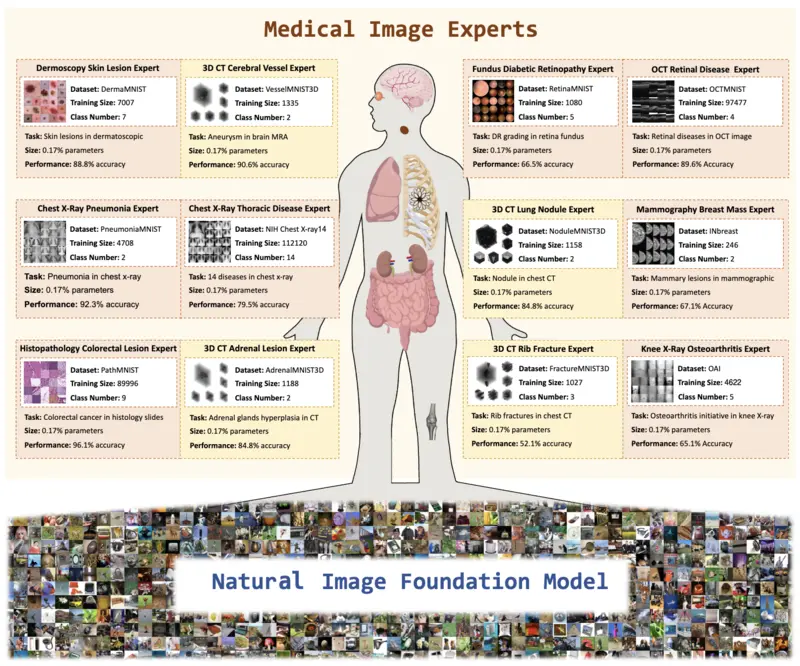 Medical Image Experts
Dermoscopy Skin Lesion Expert
Dataset: DermaMNIST
Training Size: 7007
Class Number: 7
Task: Skin lesions in dermatoscopic
Size: 0.17% parameters
Performance: 88.8% accuracy
3D CT Cerebral Vessel Expert
Dataset: VesselMNIST3D
Training Size: 1335
Class Number: 2
Task: Aneurysm in brain MRA
Size: 0.17% parameters
Performance: 90.6% accuracy
Fundus Diabetic Retinopathy Expert
Dataset: RetinaMNIST
Training Size: 1080
Class Number: 5
Task: DR grading in retina fundus
Size: 0.17% parameters
Performance: 66.5% accuracy
OCT Retinal Disease Expert
Dataset: OCTMNIST
Training Size: 97477
Class Number: 4
Task: Retinal diseases in OCT image
Size: 0.17% parameters
Performance: 89.6% Accuracy
Chest X-Ray Pneumonia Expert
Dataset: PneumoniaMNIST
Training Size: 4708
Class Number: 2
Task: Pneumonia in chest x-ray
Size: 0.17% parameters
Performance: 92.3% accuracy
Chest X-Ray Thoracic Disease Expert
Dataset: NIH Chest X-ray14
Training Size: 112120
Class Number: 14
Task: 14 diseases in chest x-ray
Size: 0.17% parameters
Performance: 79.5% accuracy
3D CT Lung Nodule Expert
Dataset: NoduleMNIST3D
Training Size: 1158
Class Number: 2
Task: Nodule in chest CT
Size: 0.17% parameters
Performance: 84.8% accuracy
Mammography Breast Mass Expert
Dataset: INbreast
Training Size: 246
Class Number: 2
Task: Mammary lesions in mammographic
Size: 0.17% parameters
Performance: 67.1% Accuracy
Histopathology Colorectal Lesion Expert
Dataset: PathMNIST
Training Size: 89996
Class Number: 9
Task: Colorectal cancer in histology slides
Size: 0.17% parameters
Performance: 96.1% accuracy
3D CT Adrenal Lesion Expert
Dataset: AdrenalMNIST3D
Training Size: 1188
Class Number: 2
Task: Adrenal glands hyperplasia in CT
Size: 0.17% parameters
Performance: 84.8% accuracy
3D CT Rib Fracture Expert
Dataset: FractureMNIST3D
Training Size: 1027
Class Number: 3
Task: Rib fractures in chest CT
Size: 0.17% parameters
Performance: 52.1% accuracy
Knee X-Ray Osteoarthritis Expert
Dataset: OAI
Training Size: 4622
Class Number: 5
Task: Osteoarthritis initiative in knee X-ray
Size: 0.17% parameters
Performance: 65.1% Accuracy
Natural Image Foundation Model